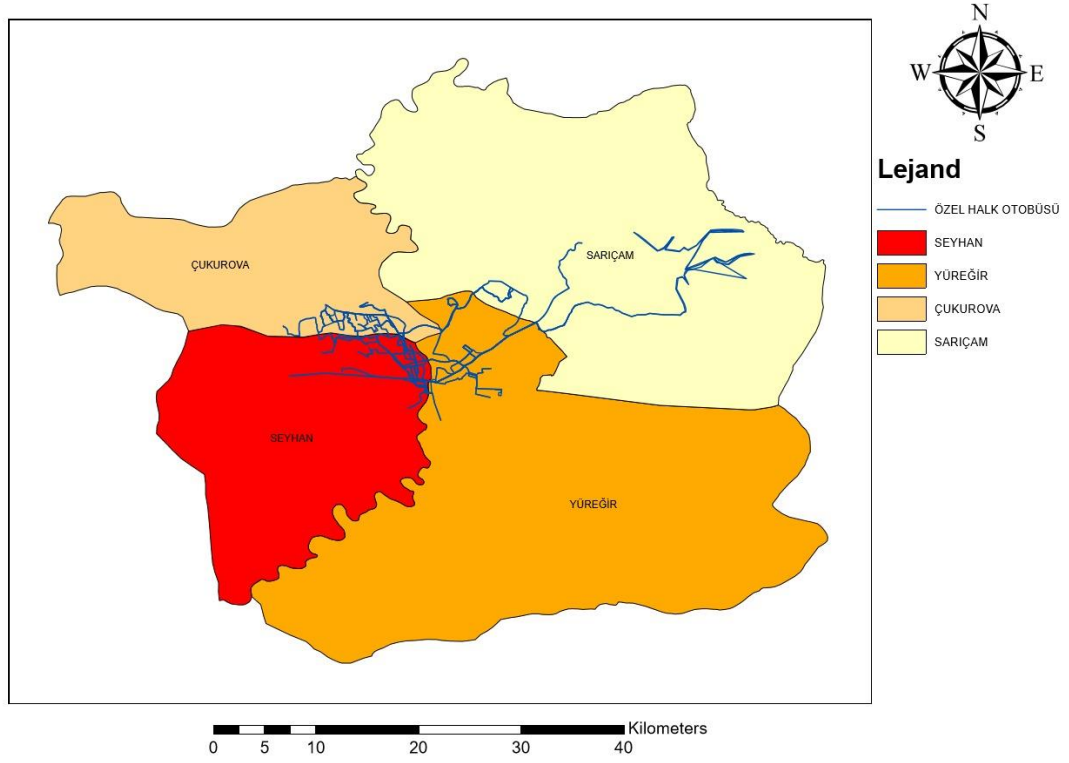 N
W E
S
Lejand
ÖZEL HALK OTOBÜSÜ
SEYHAN
YÜREĞİR
ÇUKUROVA
SARIÇAM
SARIÇAM
ÇUKUROVA
SEYHAN
YÜREĞİR
Kilometers
0 5 10 20 30 40